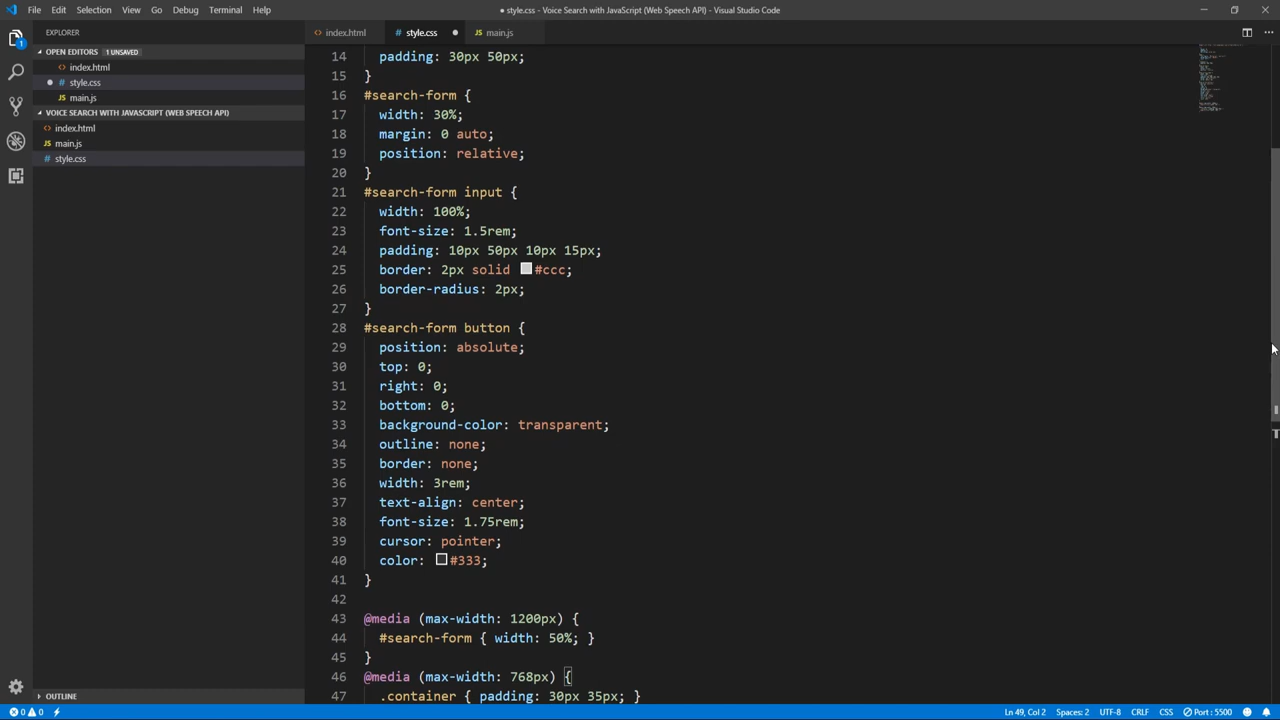 File Edit Selection View Go Debug Terminal Help
● style.css - Voice Search with JavaScript (Web Speech API) - Visual Studio Code
EXPLORER
OPEN EDITORS 1 UNSAVED
index.html
style.css
main.js
VOICE SEARCH WITH JAVASCRIPT (WEB SPEECH API)
index.html
main.js
style.css
OUTLINE
index.html style.css main.js
14 padding: 30px 50px;
15 }
16 #search-form {
17 width: 30%;
18 margin: 0 auto;
19 position: relative;
20 }
21 #search-form input {
22 width: 100%;
23 font-size: 1.5rem;
24 padding: 10px 50px 10px 15px;
25 border: 2px solid #ccc;
26 border-radius: 2px;
27 }
28 #search-form button {
29 position: absolute;
30 top: 0;
31 right: 0;
32 bottom: 0;
33 background-color: transparent;
34 outline: none;
35 border: none;
36 width: 3rem;
37 text-align: center;
38 font-size: 1.75rem;
39 cursor: pointer;
40 color: #333;
41 }
42
43 @media (max-width: 1200px) {
44 #search-form { width: 50%; }
45 }
46 @media (max-width: 768px) {
47 .container { padding: 30px 35px; }
0 0 Ln 49, Col 2 Spaces: 2 UTF-8 CRLF CSS Port : 5500